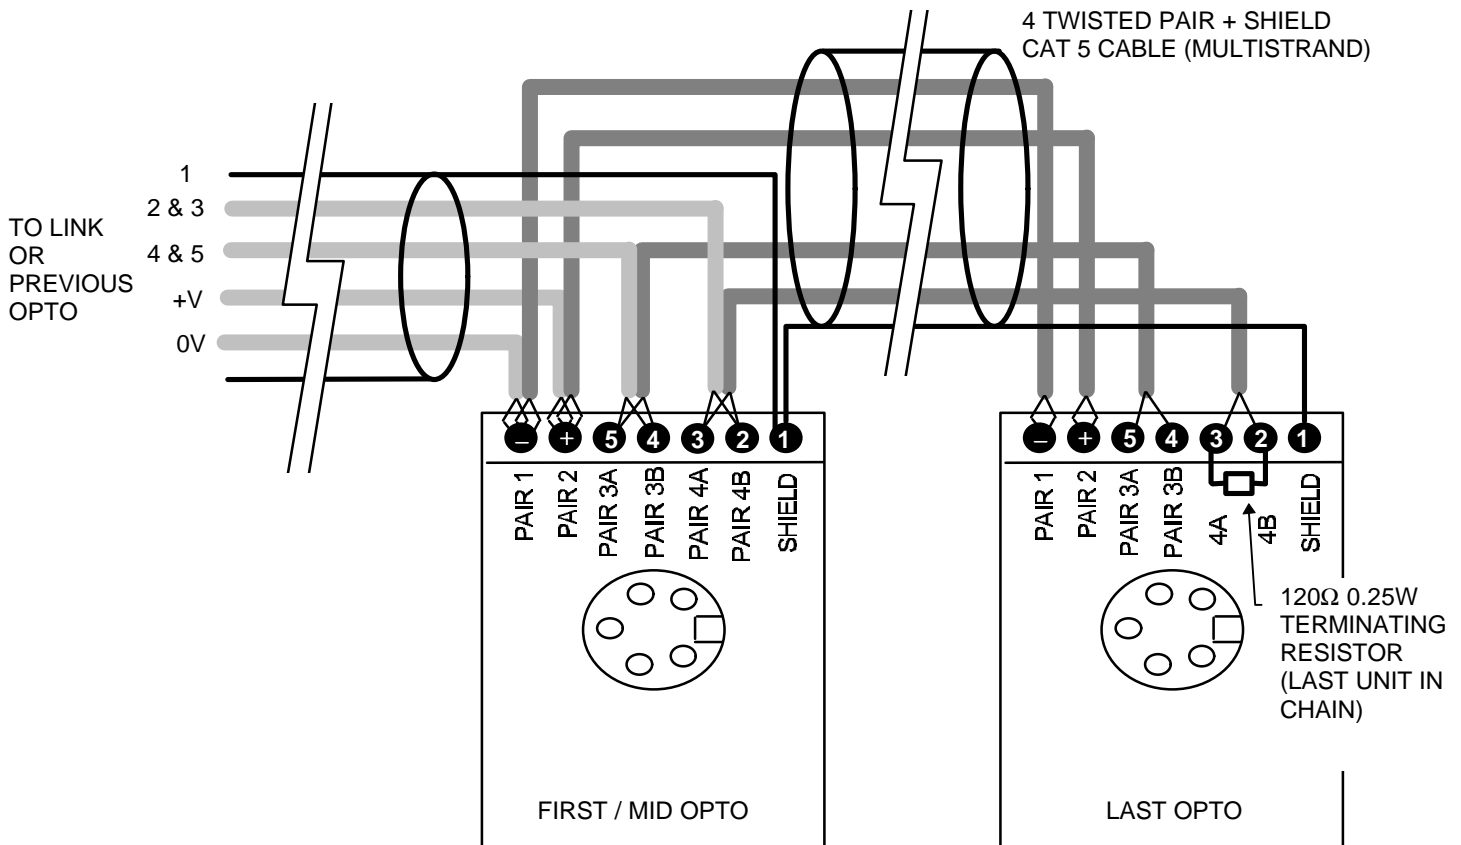 4 TWISTED PAIR + SHIELD
CAT 5 CABLE (MULTISTRAND)
1
2 & 3
4 & 5
+V
0V
TO LINK
OR
PREVIOUS
OPTO
– + 5 4 3 2 1
PAIR 1
PAIR 2
PAIR 3A
PAIR 3B
PAIR 4A
PAIR 4B
SHIELD
FIRST / MID OPTO
– + 5 4 3 2 1
PAIR 1
PAIR 2
PAIR 3A
PAIR 3B
4A
4B
SHIELD
120Ω 0.25W
TERMINATING
RESISTOR
(LAST UNIT IN
CHAIN)
LAST OPTO